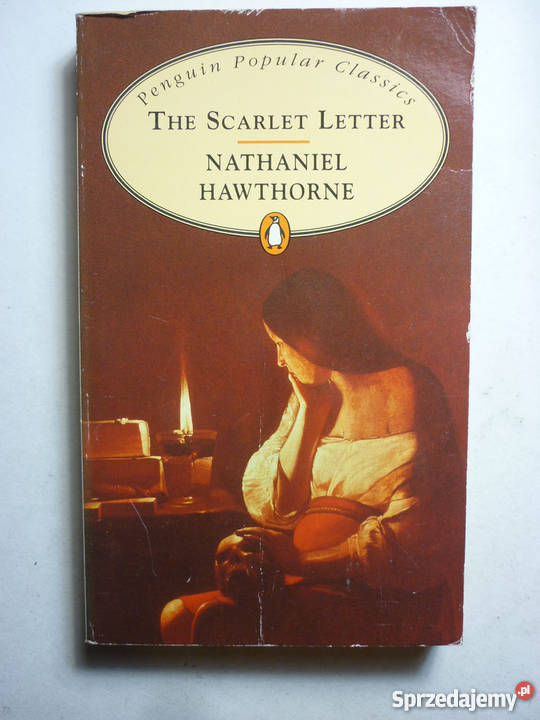 Penguin Popular Classics
THE SCARLET LETTER
NATHANIEL
HAWTHORNE
Sprzedajemy.pl